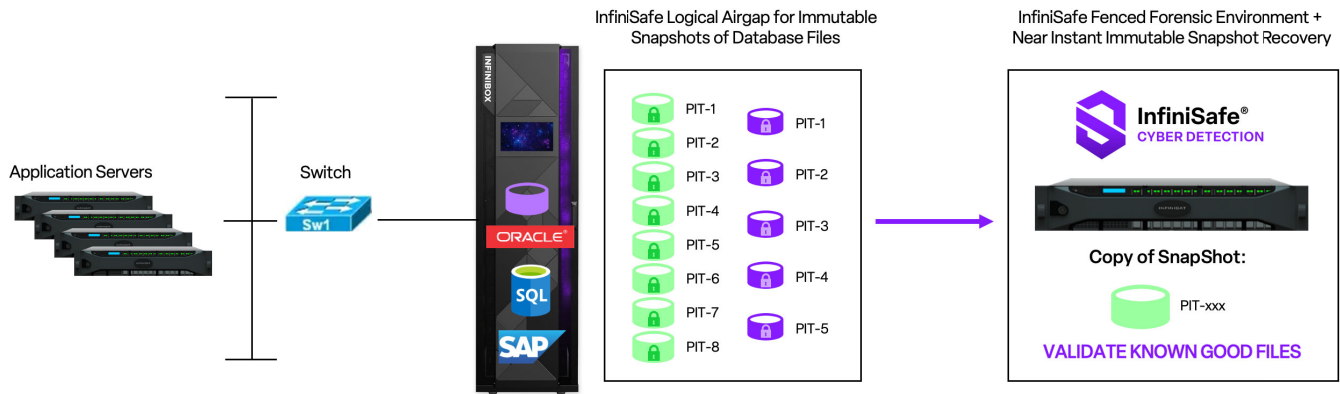 InfiniSafe Logical Airgap for Immutable
Snapshots of Database Files
InfiniSafe Fenced Forensic Environment +
Near Instant Immutable Snapshot Recovery
Application Servers
Switch
Sw1
INFINIBOX
ORACLE®
SQL
SAP
PIT-1
PIT-2
PIT-3
PIT-4
PIT-5
PIT-6
PIT-7
PIT-8
PIT-1
PIT-2
PIT-3
PIT-4
PIT-5
InfiniSafe®
CYBER DETECTION
INFINIDAT
Copy of SnapShot:
PIT-xxx
VALIDATE KNOWN GOOD FILES